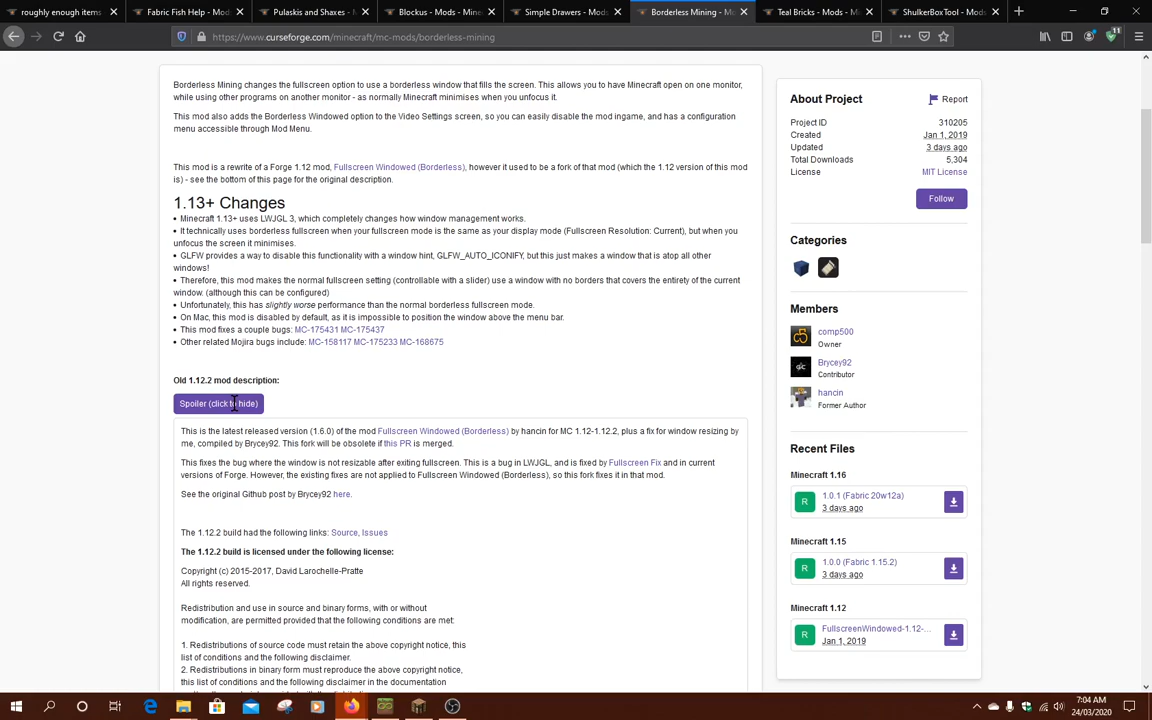 roughly enough items
Fabric Fish Help - Mods
Pulaskis and Shaxes - M
Blockus - Mods - Mine
Simple Drawers - Mods
Borderless Mining - Mo
Teal Bricks - Mods - Mi
ShulkerBoxTool - Mods
https://www.curseforge.com/minecraft/mc-mods/borderless-mining
11
Borderless Mining changes the fullscreen option to use a borderless window that fills the screen. This allows you to have Minecraft open on one monitor,
while using other programs on another monitor - as normally Minecraft minimises when you unfocus it.
This mod also adds the Borderless Windowed option to the Video Settings screen, so you can easily disable the mod ingame, and has a configuration
menu accessible through Mod Menu.
This mod is a rewrite of a Forge 1.12 mod, Fullscreen Windowed (Borderless), however it used to be a fork of that mod (which the 1.12 version of this mod
is) - see the bottom of this page for the original description.
1.13+ Changes
• Minecraft 1.13+ uses LWJGL 3, which completely changes how window management works.
• It technically uses borderless fullscreen when your fullscreen mode is the same as your display mode (Fullscreen Resolution: Current), but when you
unfocus the screen it minimises.
• GLFW provides a way to disable this functionality with a window hint, GLFW_AUTO_ICONIFY, but this just makes a window that is atop all other
windows!
• Therefore, this mod makes the normal fullscreen setting (controllable with a slider) use a window with no borders that covers the entirety of the current
window. (although this can be configured)
• Unfortunately, this has slightly worse performance than the normal borderless fullscreen mode.
• On Mac, this mod is disabled by default, as it is impossible to position the window above the menu bar.
• This mod fixes a couple bugs: MC-175431 MC-175437
• Other related Mojira bugs include: MC-158117 MC-175233 MC-168675
Old 1.12.2 mod description:
Spoiler (click to hide)
This is the latest released version (1.6.0) of the mod Fullscreen Windowed (Borderless) by hancin for MC 1.12-1.12.2, plus a fix for window resizing by
me, compiled by Brycey92. This fork will be obsolete if this PR is merged.
This fixes the bug where the window is not resizable after exiting fullscreen. This is a bug in LWJGL, and is fixed by Fullscreen Fix and in current
versions of Forge. However, the existing fixes are not applied to Fullscreen Windowed (Borderless), so this fork fixes it in that mod.
See the original Github post by Brycey92 here.
The 1.12.2 build had the following links: Source, Issues
The 1.12.2 build is licensed under the following license:
Copyright (c) 2015-2017, David Larochelle-Pratte
All rights reserved.
Redistribution and use in source and binary forms, with or without
modification, are permitted provided that the following conditions are met:
1. Redistributions of source code must retain the above copyright notice, this
list of conditions and the following disclaimer.
2. Redistributions in binary form must reproduce the above copyright notice,
this list of conditions and the following disclaimer in the documentation
About Project
Report
Project ID 310205
Created Jan 1, 2019
Updated 3 days ago
Total Downloads 5,304
License MIT License
Follow
Categories
Members
comp500
Owner
Brycey92
Contributor
hancin
Former Author
Recent Files
Minecraft 1.16
R 1.0.1 (Fabric 20w12a)
3 days ago
Minecraft 1.15
R 1.0.0 (Fabric 1.15.2)
3 days ago
Minecraft 1.12
R FullscreenWindowed-1.12-...
Jan 1, 2019
7:04 AM
24/03/2020